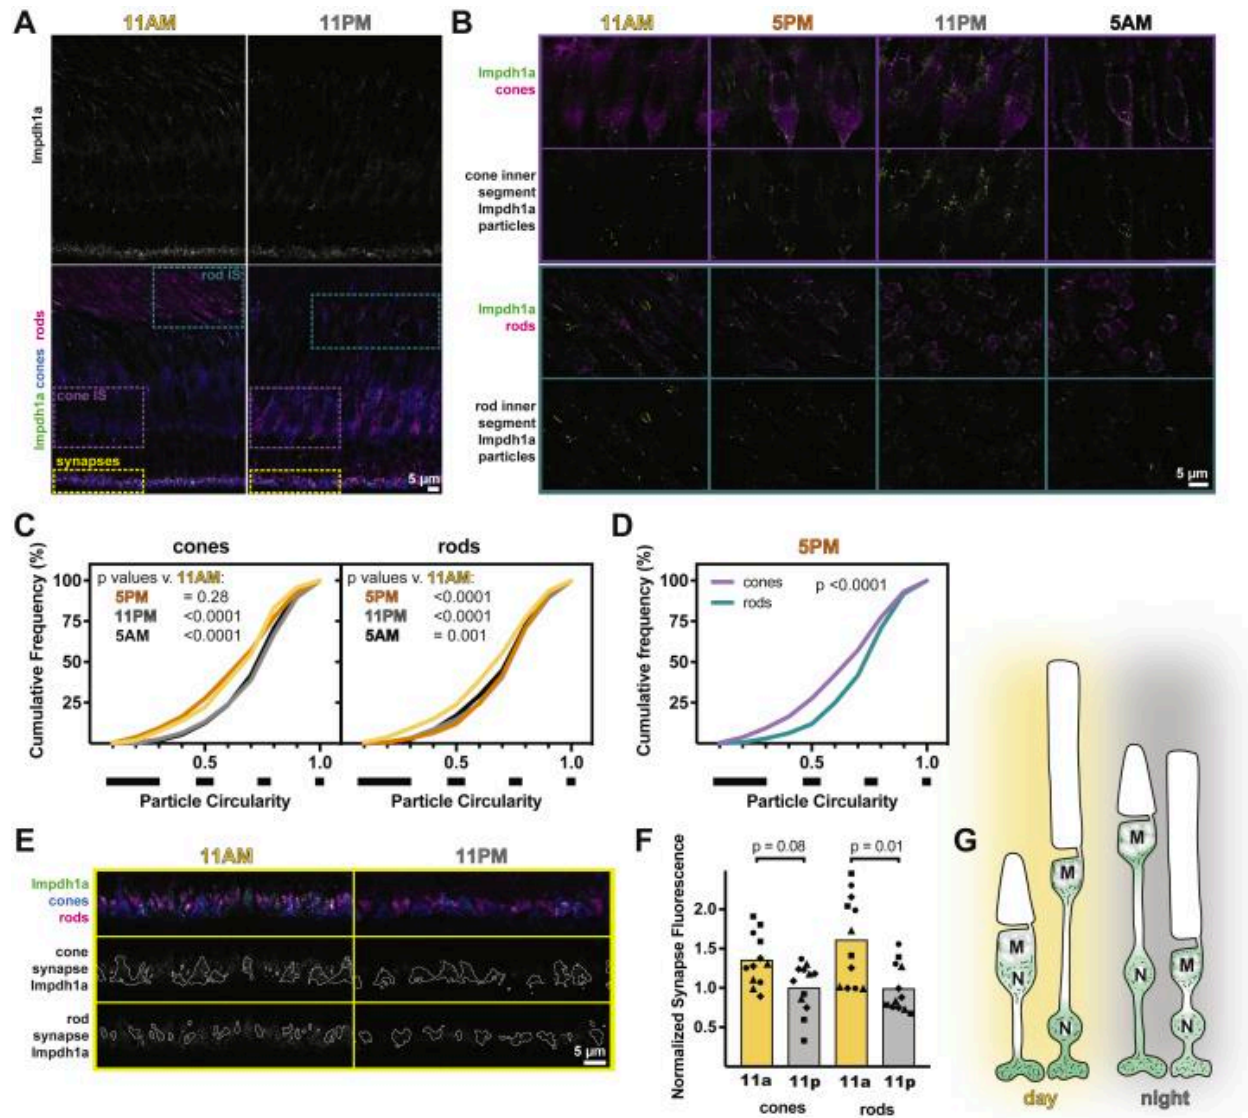 A
11AM
11PM
Impdh1a
Impdh1a cones rods
rod IS
cone IS
synapses
5 µm
B
11AM
5PM
11PM
5AM
Impdh1a
cones
cone inner
segment
Impdh1a
particles
Impdh1a
rods
rod inner
segment
Impdh1a
particles
5 µm
C
cones
rods
Cumulative Frequency (%)
100
75
50
25
p values v. 11AM:
5PM = 0.28
11PM <0.0001
5AM <0.0001
p values v. 11AM:
5PM <0.0001
11PM <0.0001
5AM = 0.001
0.5
1.0
0.5
1.0
Particle Circularity
Particle Circularity
D
5PM
Cumulative frequency (%)
100
75
50
25
cones
rods
p <0.0001
0.5
1.0
Particle Circularity
E
11AM
11PM
Impdh1a
cones
rods
cone
synapse
Impdh1a
rod
synapse
Impdh1a
5 µm
F
Normalized Synapse Fluorescence
p = 0.08
p = 0.01
2.0
1.5
1.0
0.5
11a
11p
11a
11p
cones
rods
G
M
N
M
N
M
N
M
N
day
night